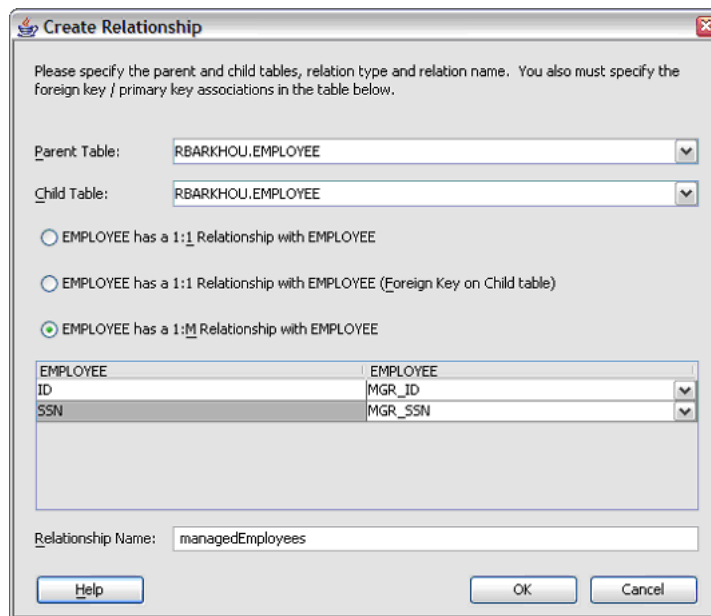 Create Relationship
Please specify the parent and child tables, relation type and relation name. You also must specify the
foreign key / primary key associations in the table below.
Parent Table: RBARKHOU.EMPLOYEE
Child Table: RBARKHOU.EMPLOYEE
EMPLOYEE has a 1:1 Relationship with EMPLOYEE
EMPLOYEE has a 1:1 Relationship with EMPLOYEE (Foreign Key on Child table)
EMPLOYEE has a 1:M Relationship with EMPLOYEE
EMPLOYEE EMPLOYEE
ID MGR_ID
SSN MGR_SSN
Relationship Name: managedEmployees
Help OK Cancel